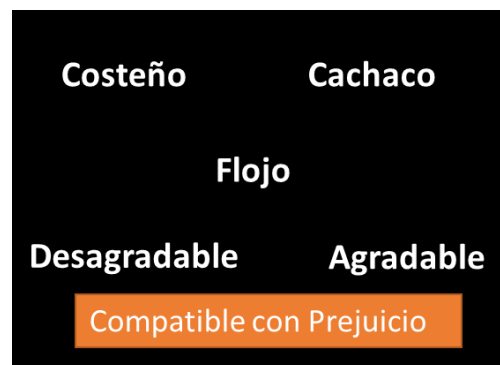 Costeño Cachaco
Flojo
Desagradable Agradable
Compatible con Prejuicio